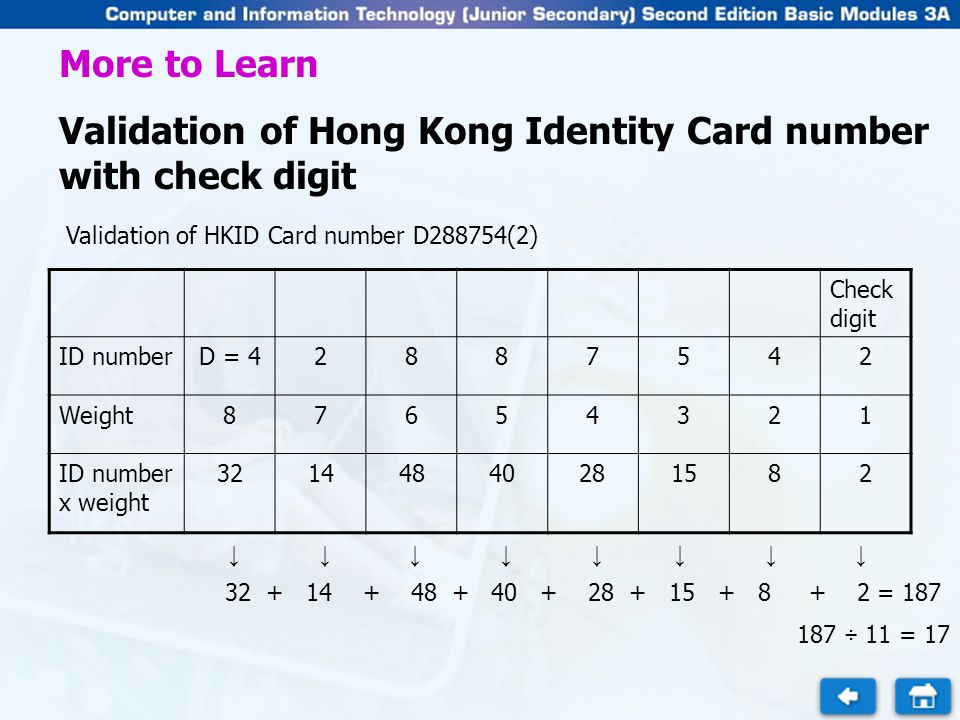 Computer and Information Technology (Junior Secondary) Second Edition Basic Modules 3A
More to Learn
Validation of Hong Kong Identity Card number
with check digit
Validation of HKID Card number D288754(2)
Check
digit
ID number D = 4 2 8 8 7 5 4 2
Weight 8 7 6 5 4 3 2 1
ID number
x weight 32 14 48 40 28 15 8 2
↓ ↓ ↓ ↓ ↓ ↓ ↓ ↓
32 + 14 + 48 + 40 + 28 + 15 + 8 + 2 = 187
187 ÷ 11 = 17